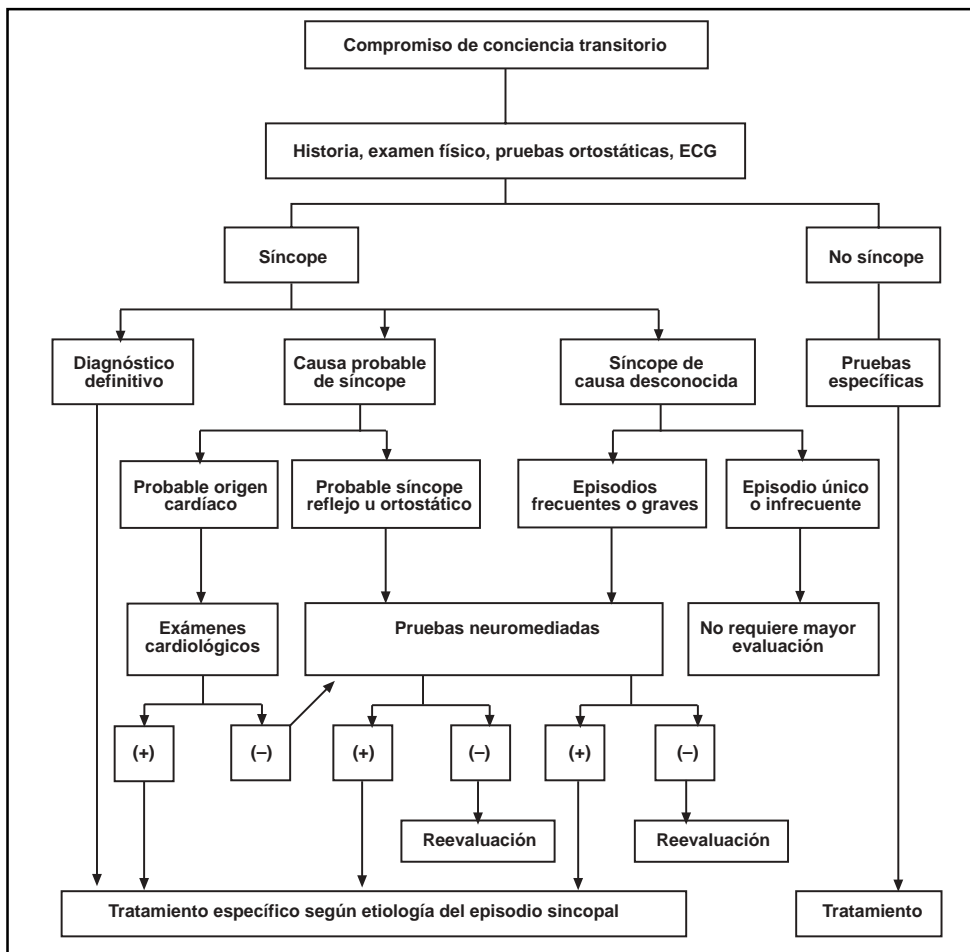 Compromiso de conciencia transitorio
Historia, examen físico, pruebas ortostáticas, ECG
Síncope
No síncope
Diagnóstico
definitivo
Causa probable
de síncope
Síncope de
causa desconocida
Pruebas
específicas
Probable origen
cardíaco
Probable síncope
reflejo u ortostático
Episodios
frecuentes o graves
Episodio único
o infrecuente
Exámenes
cardiológicos
Pruebas neuromediadas
No requiere mayor
evaluación
(+)
(–)
(+)
(–)
(+)
(–)
Reevaluación
Reevaluación
Tratamiento específico según etiología del episodio sincopal
Tratamiento